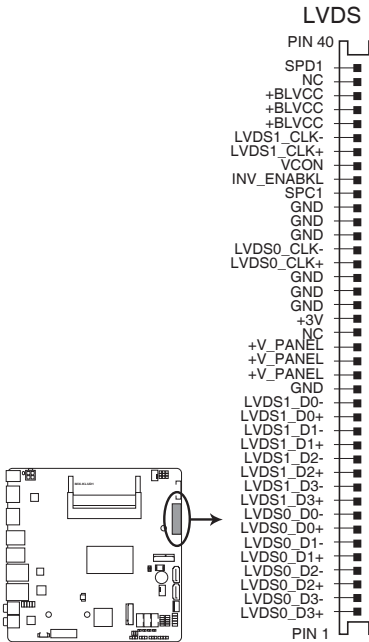 LVDS
PIN 40
SPD1
NC
+BLVCC
+BLVCC
+BLVCC
LVDS1_CLK-
LVDS1_CLK+
VCON
INV_ENABKL
SPC1
GND
GND
GND
LVDS0_CLK-
LVDS0_CLK+
GND
GND
GND
+3V
NC
+V_PANEL
+V_PANEL
+V_PANEL
GND
LVDS1_D0-
LVDS1_D0+
LVDS1_D1-
LVDS1_D1+
LVDS1_D2-
LVDS1_D2+
LVDS1_D3-
LVDS1_D3+
LVDS0_D0-
LVDS0_D0+
LVDS0_D1-
LVDS0_D1+
LVDS0_D2-
LVDS0_D2+
LVDS0_D3-
LVDS0_D3+
PIN 1